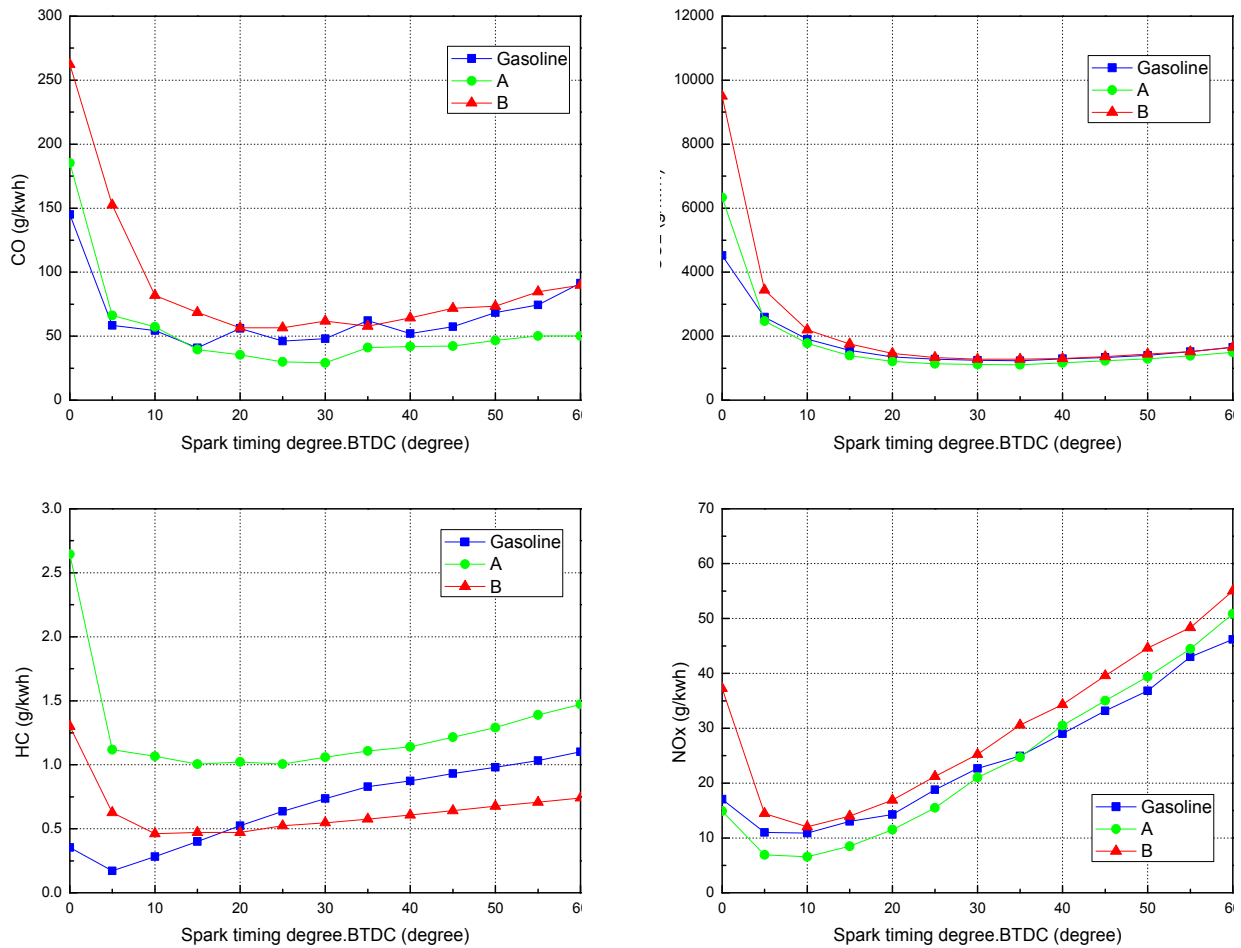 300
250
200
150
100
50
0
CO (g/kwh)
Gasoline
A
B
0 10 20 30 40 50 60
Spark timing degree.BTDC (degree)
12000
10000
8000
6000
4000
2000
0
Gasoline
A
B
0 10 20 30 40 50 60
Spark timing degree.BTDC (degree)
3.0
2.5
2.0
1.5
1.0
0.5
0.0
HC (g/kwh)
Gasoline
A
B
0 10 20 30 40 50 60
Spark timing degree.BTDC (degree)
70
60
50
40
30
20
10
0
NOx (g/kwh)
Gasoline
A
B
0 10 20 30 40 50 60
Spark timing degree.BTDC (degree)